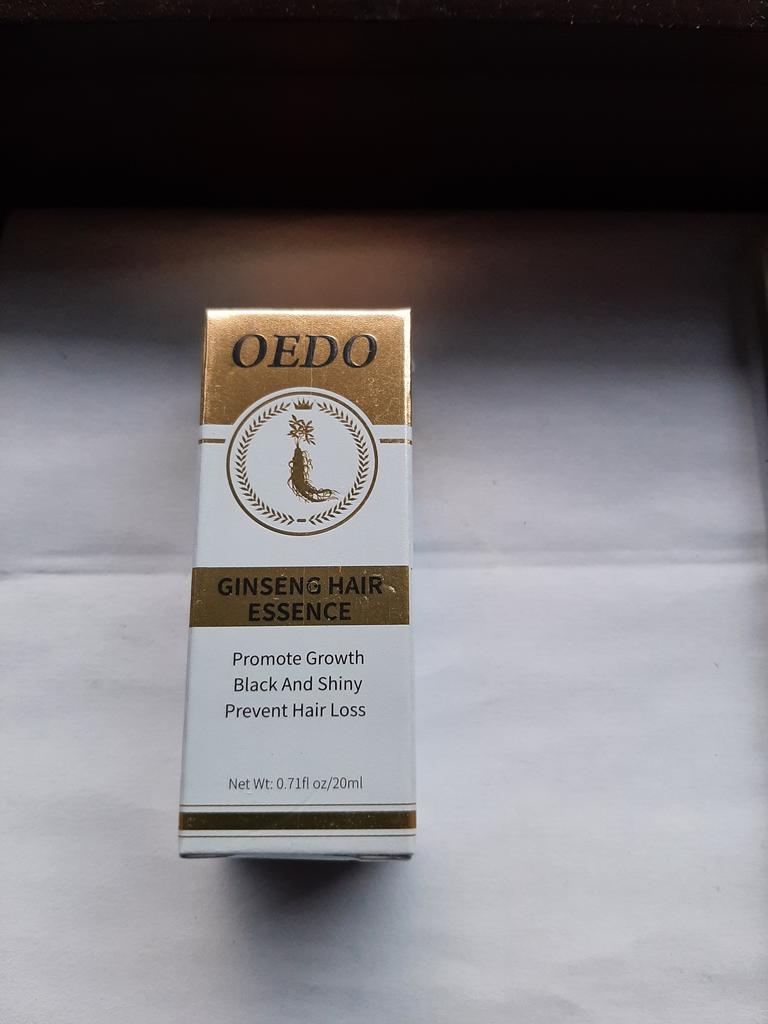 OEDO
GINSENG HAIR
ESSENCE
Promote Growth
Black And Shiny
Prevent Hair Loss
Net Wt: 0.71fl oz/20ml